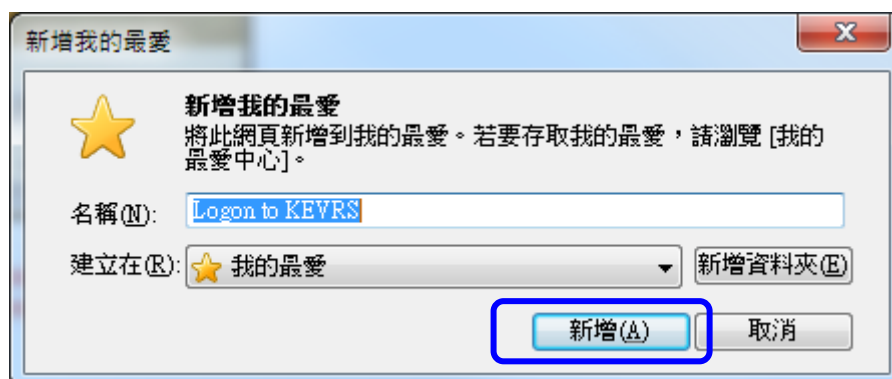 新增我的最愛
新增我的最愛
將此網頁新增到我的最愛。若要存取我的最愛，請瀏覽 [我的
最愛中心]。
名稱(N): Logon to KEVRS
建立在(R): 我的最愛 新增資料夾(E)
新增(A) 取消